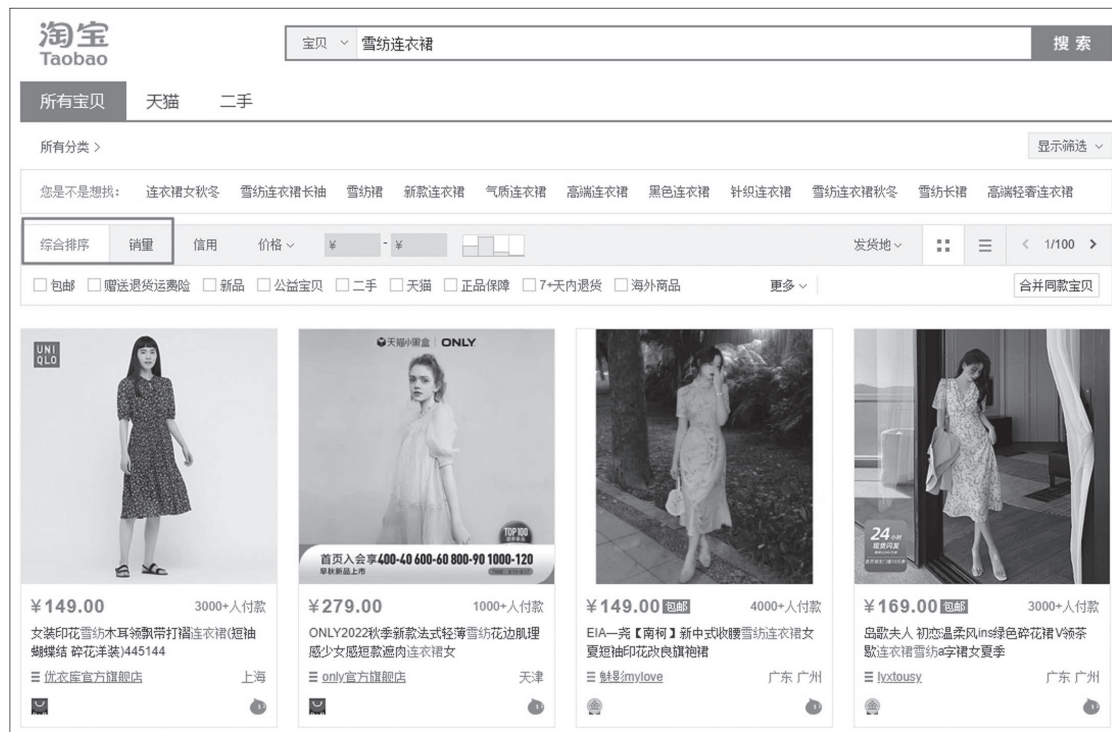 淘宝
Taobao
宝贝 雪纺连衣裙 搜索
所有宝贝 天猫 二手
所有分类 >
显示筛选
您是不是想找： 连衣裙女秋冬 雪纺连衣裙长袖 雪纺裙 新款连衣裙 气质连衣裙 高端连衣裙 黑色连衣裙 针织连衣裙 雪纺连衣裙秋冬 雪纺长裙 高端轻奢连衣裙
综合排序 销量 信用 价格 ¥ - ¥ 发货地 < 1/100 >
包邮 赠送退货运费险 新品 公益宝贝 二手 天猫 正品保障 7+天内退货 海外商品 更多 合并同款宝贝
UNI
QLO
天猫小黑盒 ONLY
TOP100
首页入会享400-40 600-60 800-90 1000-120
早秋新品上市
24小时
现货闪发
¥149.00 3000+人付款
女装印花雪纺木耳领飘带打褶连衣裙(短袖
蝴蝶结 碎花洋装)445144
优衣库官方旗舰店 上海
¥279.00 1000+人付款
ONLY2022秋季新款法式轻薄雪纺花边肌理
感少女感短款遮肉连衣裙女
only官方旗舰店 天津
¥149.00 包邮 4000+人付款
EIA一尧【南柯】新中式收腰雪纺连衣裙女
夏短袖印花改良旗袍裙
魅影mylove 广东 广州
¥169.00 包邮 3000+人付款
岛歌夫人 初恋温柔风ins绿色碎花裙V领茶
歇连衣裙雪纺a字裙女夏季
lyxtousy 广东 广州